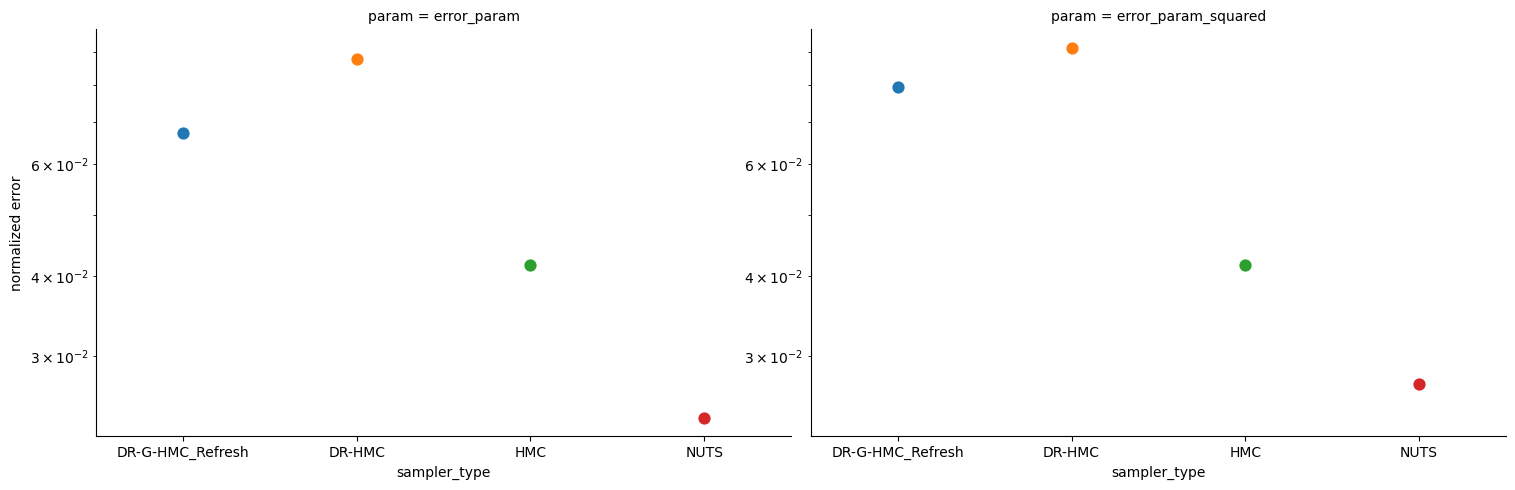 param = error_param
param = error_param_squared
normalized error
6 × 10⁻²
4 × 10⁻²
3 × 10⁻²
6 × 10⁻²
4 × 10⁻²
3 × 10⁻²
DR-G-HMC_Refresh DR-HMC HMC NUTS
DR-G-HMC_Refresh DR-HMC HMC NUTS
sampler_type
sampler_type